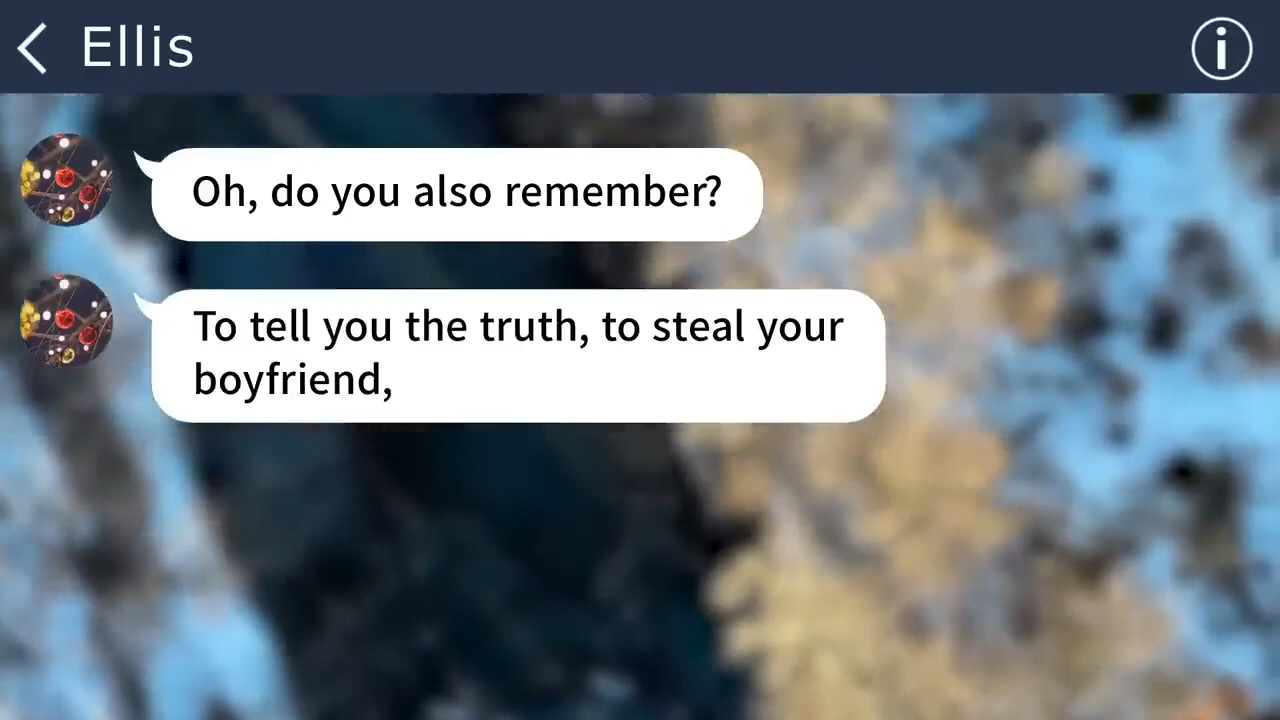 Ellis
Oh, do you also remember?
To tell you the truth, to steal your
boyfriend,